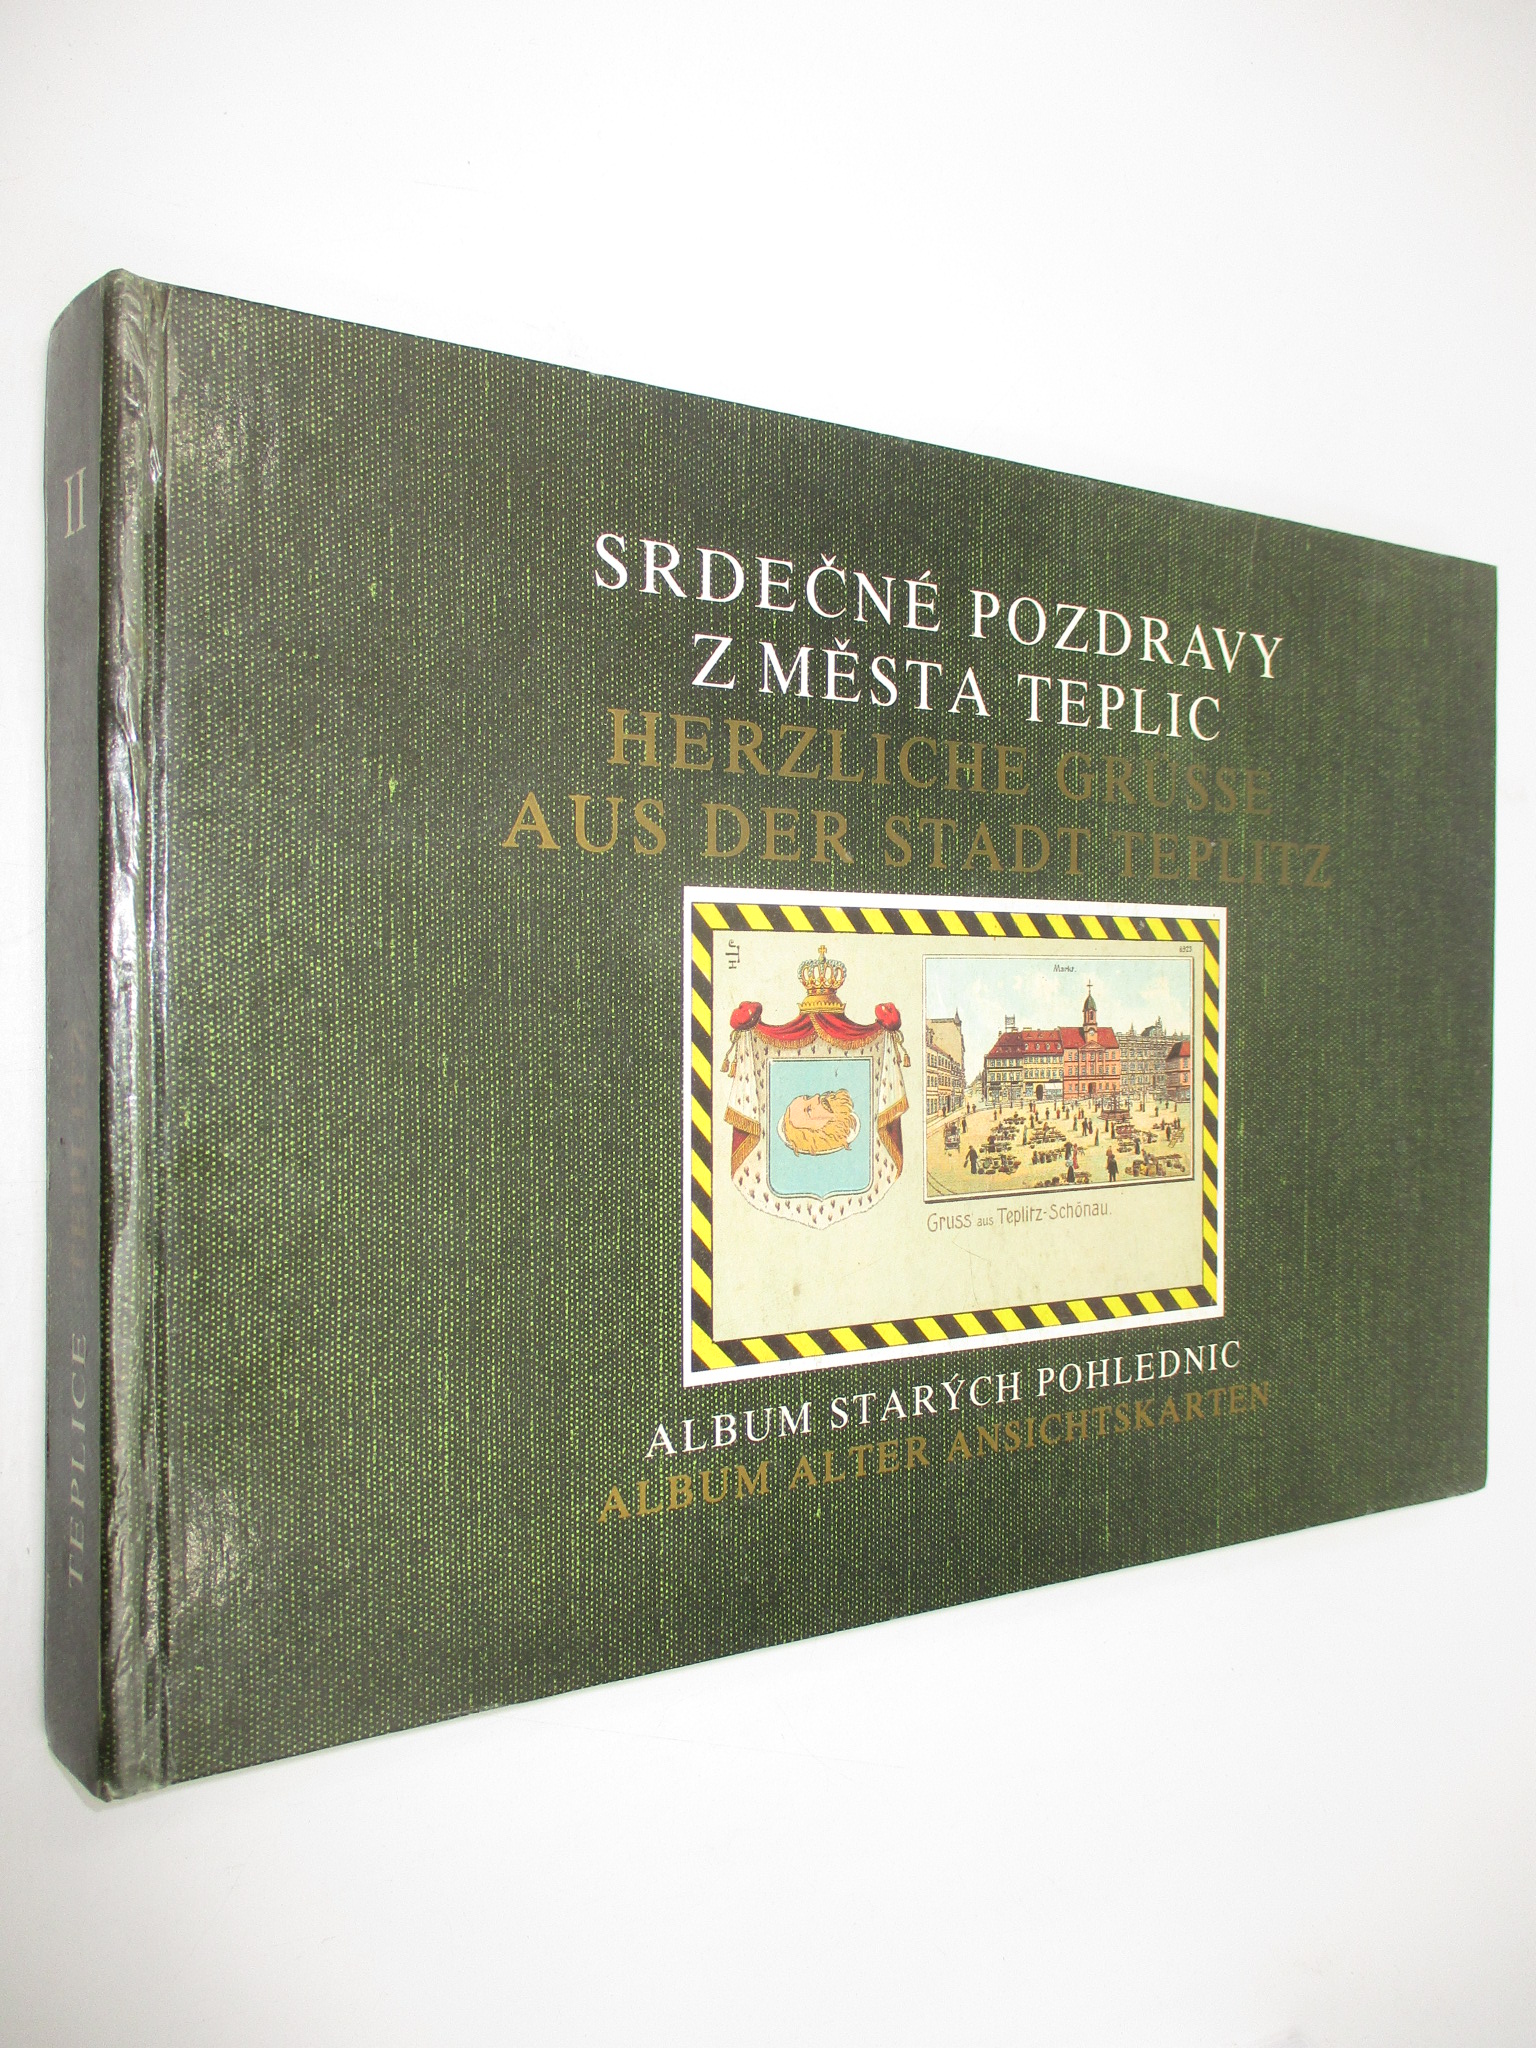 SRDEČNÉ POZDRAVY
Z MĚSTA TEPLIC
HERZLICHE GRÜSSE
AUS DER STADT TEPLITZ
Markt.
Gruss aus Teplitz-Schönau.
ALBUM STARÝCH POHLEDNIC
ALBUM ALTER ANSICHTSKARTEN
TEPLICE TEPLITZ II